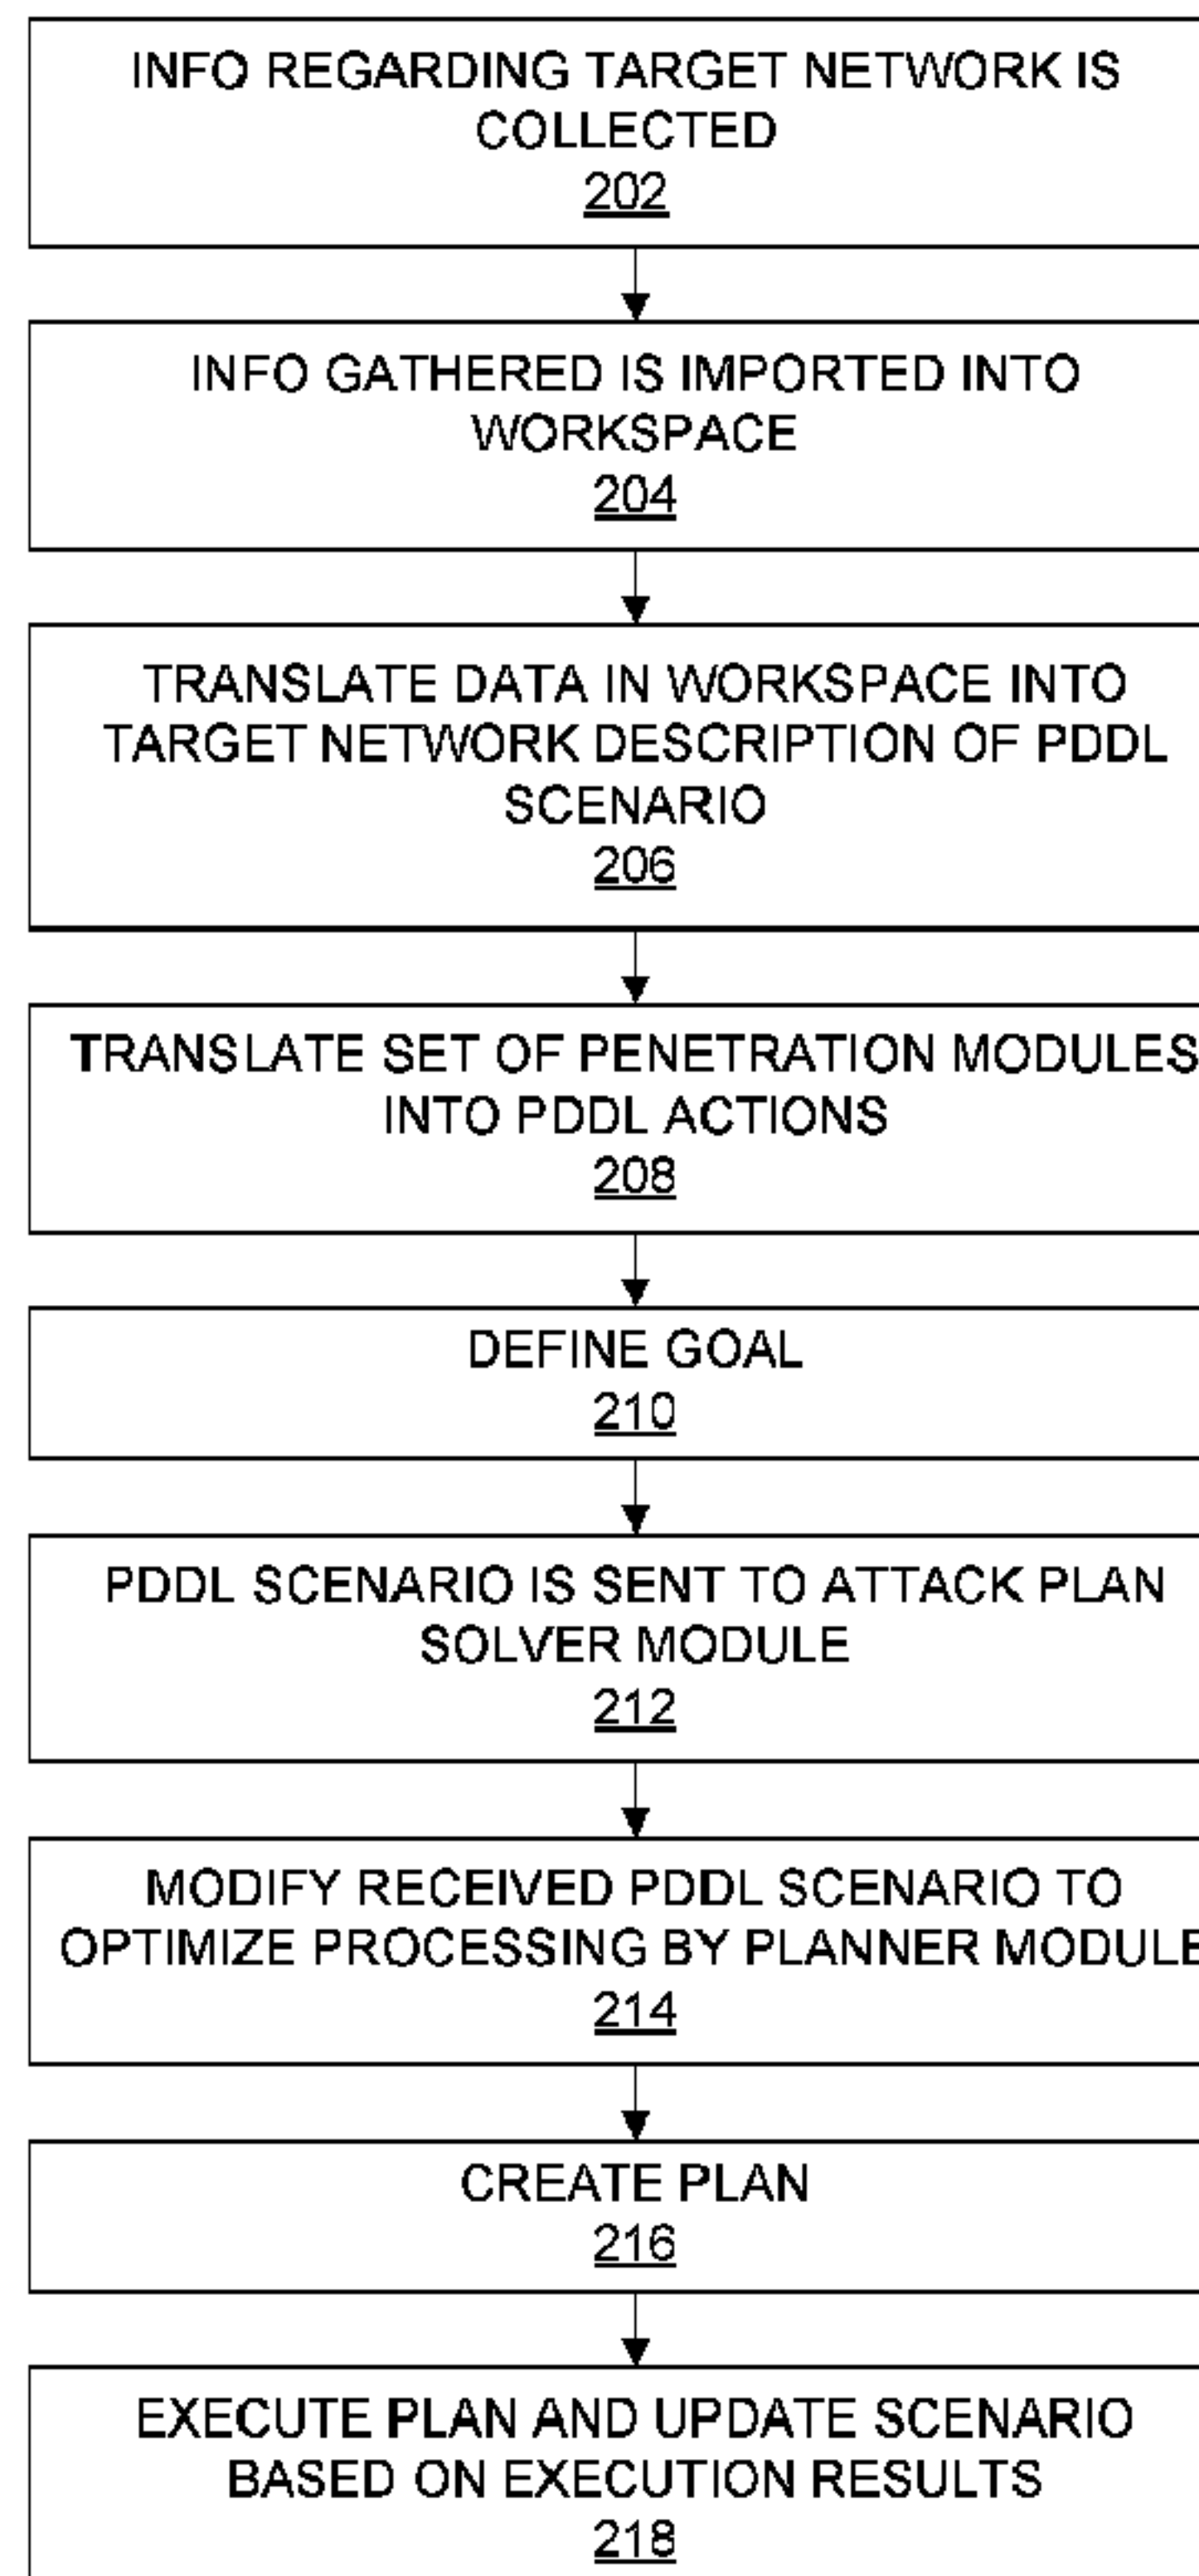 INFO REGARDING TARGET NETWORK IS
COLLECTED
202
INFO GATHERED IS IMPORTED INTO
WORKSPACE
204
TRANSLATE DATA IN WORKSPACE INTO
TARGET NETWORK DESCRIPTION OF PDDL
SCENARIO
206
TRANSLATE SET OF PENETRATION MODULES
INTO PDDL ACTIONS
208
DEFINE GOAL
210
PDDL SCENARIO IS SENT TO ATTACK PLAN
SOLVER MODULE
212
MODIFY RECEIVED PDDL SCENARIO TO
OPTIMIZE PROCESSING BY PLANNER MODULE
214
CREATE PLAN
216
EXECUTE PLAN AND UPDATE SCENARIO
BASED ON EXECUTION RESULTS
218